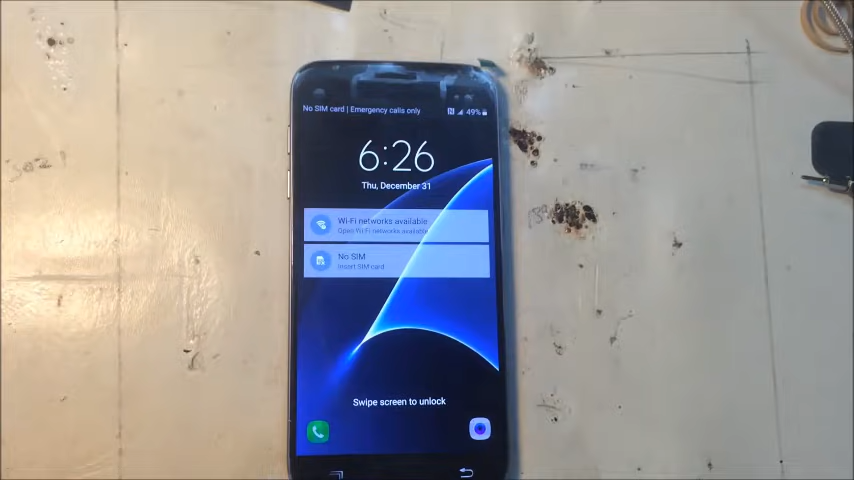 No SIM card | Emergency calls only 49%
6:26
Thu, December 31
Wi-Fi networks available
Open Wi-Fi networks available
No SIM
Insert SIM card
Swipe screen to unlock